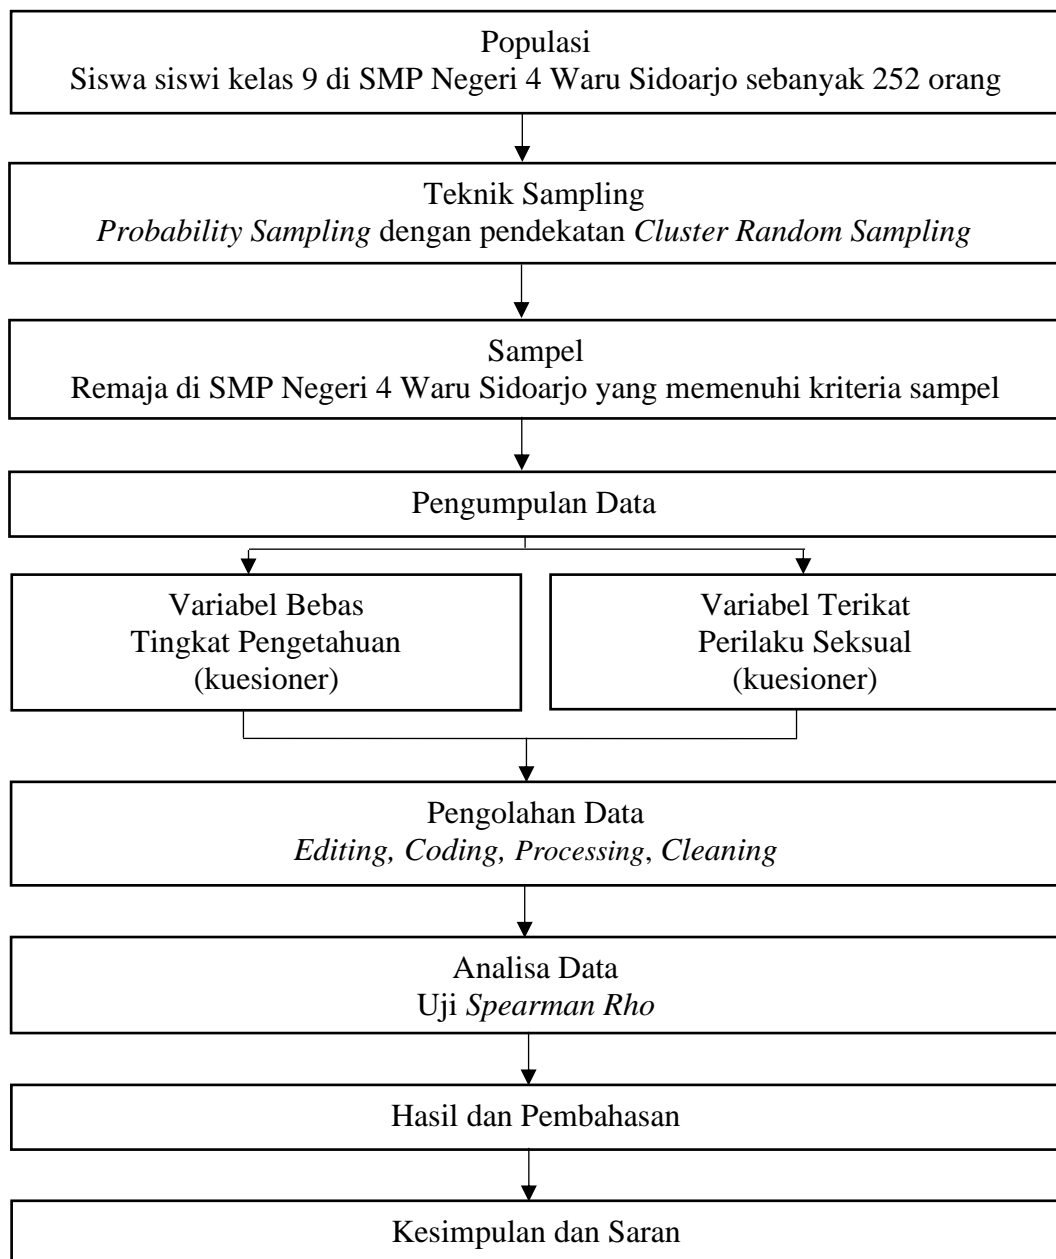 Populasi
Siswa siswi kelas 9 di SMP Negeri 4 Waru Sidoarjo sebanyak 252 orang
Teknik Sampling
Probability Sampling dengan pendekatan Cluster Random Sampling
Sampel
Remaja di SMP Negeri 4 Waru Sidoarjo yang memenuhi kriteria sampel
Pengumpulan Data
Variabel Bebas
Tingkat Pengetahuan
(kuesioner)
Variabel Terikat
Perilaku Seksual
(kuesioner)
Pengolahan Data
Editing, Coding, Processing, Cleaning
Analisa Data
Uji Spearman Rho
Hasil dan Pembahasan
Kesimpulan dan Saran